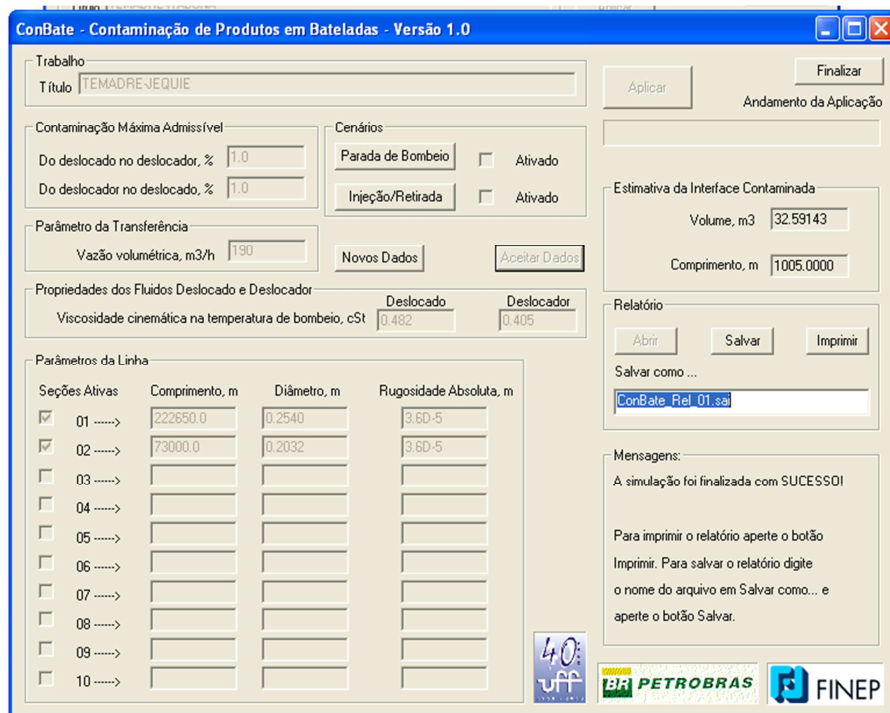 ConBate - Contaminação de Produtos em Bateladas - Versão 1.0
Trabalho
Título TEMADRE-JEQUIE
Aplicar
Finalizar
Andamento da Aplicação
Contaminação Máxima Admissível
Do deslocado no deslocador, % 1.0
Do deslocador no deslocado, % 1.0
Cenários
Parada de Bombeio Ativado
Injeção/Retirada Ativado
Parâmetro da Transferência
Vazão volumétrica, m3/h 190
Novos Dados
Aceitar Dados
Estimativa da Interface Contaminada
Volume, m3 32.59143
Comprimento, m 1005.0000
Propriedades dos Fluidos Deslocado e Deslocador
Deslocado Deslocador
Viscosidade cinemática na temperatura de bombeio, cSt 0.482 0.405
Relatório
Abrir Salvar Imprimir
Salvar como ...
ConBate_Rel_01.sai
Parâmetros da Linha
Seções Ativas Comprimento, m Diâmetro, m Rugosidade Absoluta, m
01 -----> 222650.0 0.2540 3.6D-5
02 -----> 73000.0 0.2032 3.6D-5
03 ----->
04 ----->
05 ----->
06 ----->
07 ----->
08 ----->
09 ----->
10 ----->
Mensagens:
A simulação foi finalizada com SUCESSO!
Para imprimir o relatório aperte o botão
Imprimir. Para salvar o relatório digite
o nome do arquivo em Salvar como... e
aperte o botão Salvar.
40
uff
BR PETROBRAS
FINEP